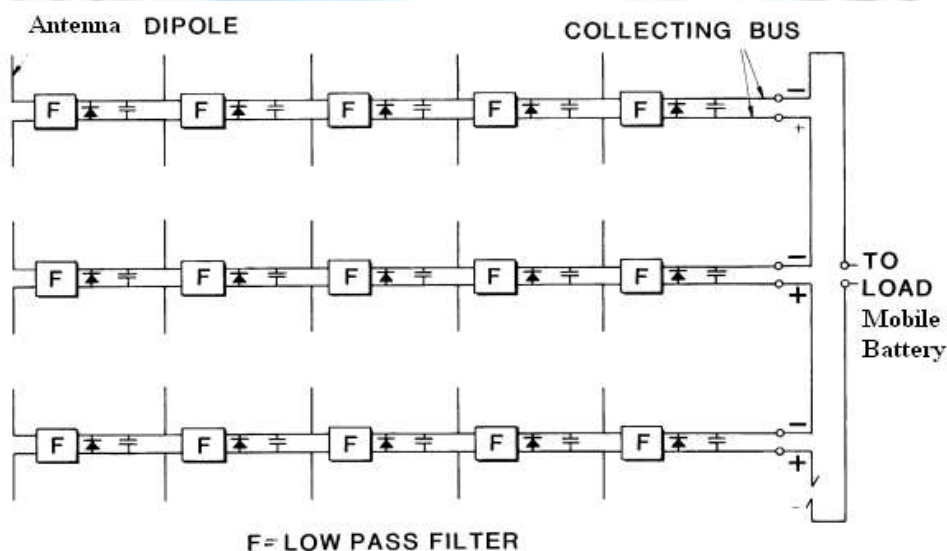 Antenna DIPOLE
COLLECTING BUS
F F F F F
−
+
F F F F F
−
+
TO
LOAD
Mobile
Battery
F F F F F
−
+
−
F= LOW PASS FILTER